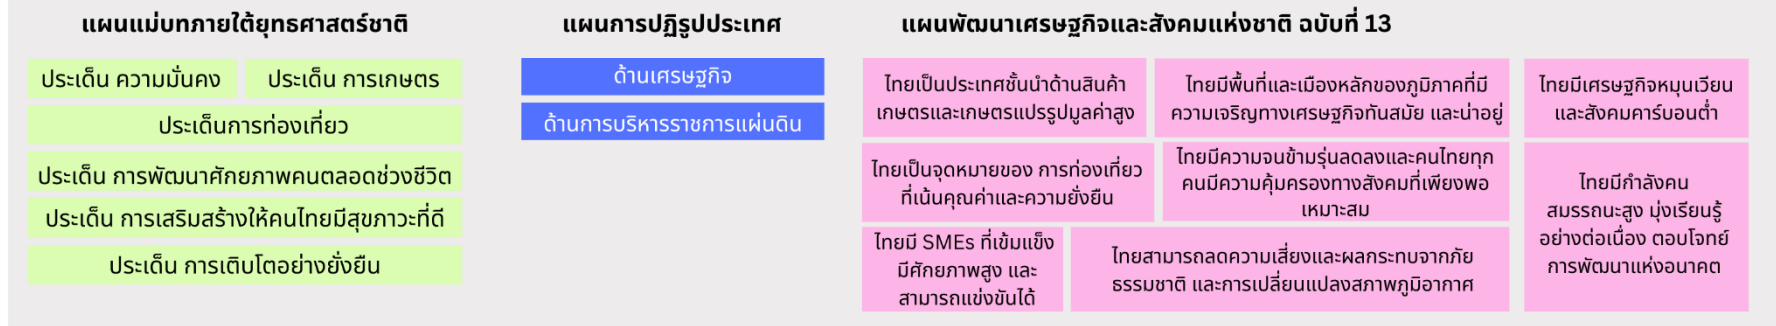 แผนแม่บทภายใต้ยุทธศาสตร์ชาติ
ประเด็น ความมั่นคง
ประเด็น การเกษตร
ประเด็นการท่องเที่ยว
ประเด็น การพัฒนาศักยภาพคนตลอดช่วงชีวิต
ประเด็น การเสริมสร้างให้คนไทยมีสุขภาวะที่ดี
ประเด็น การเติบโตอย่างยั่งยืน
แผนการปฏิรูปประเทศ
ด้านเศรษฐกิจ
ด้านการบริหารราชการแผ่นดิน
แผนพัฒนาเศรษฐกิจและสังคมแห่งชาติ ฉบับที่ 13
ไทยเป็นประเทศชั้นนำด้านสินค้า
เกษตรและเกษตรแปรรูปมูลค่าสูง
ไทยมีพื้นที่และเมืองหลักของภูมิภาคที่มี
ความเจริญทางเศรษฐกิจทันสมัย และน่าอยู่
ไทยมีเศรษฐกิจหมุนเวียน
และสังคมคาร์บอนต่ำ
ไทยเป็นจุดหมายของ การท่องเที่ยว
ที่เน้นคุณค่าและความยั่งยืน
ไทยมีความจนข้ามรุ่นลดลงและคนไทยทุก
คนมีความคุ้มครองทางสังคมที่เพียงพอ
เหมาะสม
ไทยมีกำลังคน
สมรรถนะสูง มุ่งเรียนรู้
อย่างต่อเนื่อง ตอบโจทย์
การพัฒนาแห่งอนาคต
ไทยมี SMEs ที่เข้มแข็ง
มีศักยภาพสูง และ
สามารถแข่งขันได้
ไทยสามารถลดความเสี่ยงและผลกระทบจากภัย
ธรรมชาติ และการเปลี่ยนแปลงสภาพภูมิอากาศ